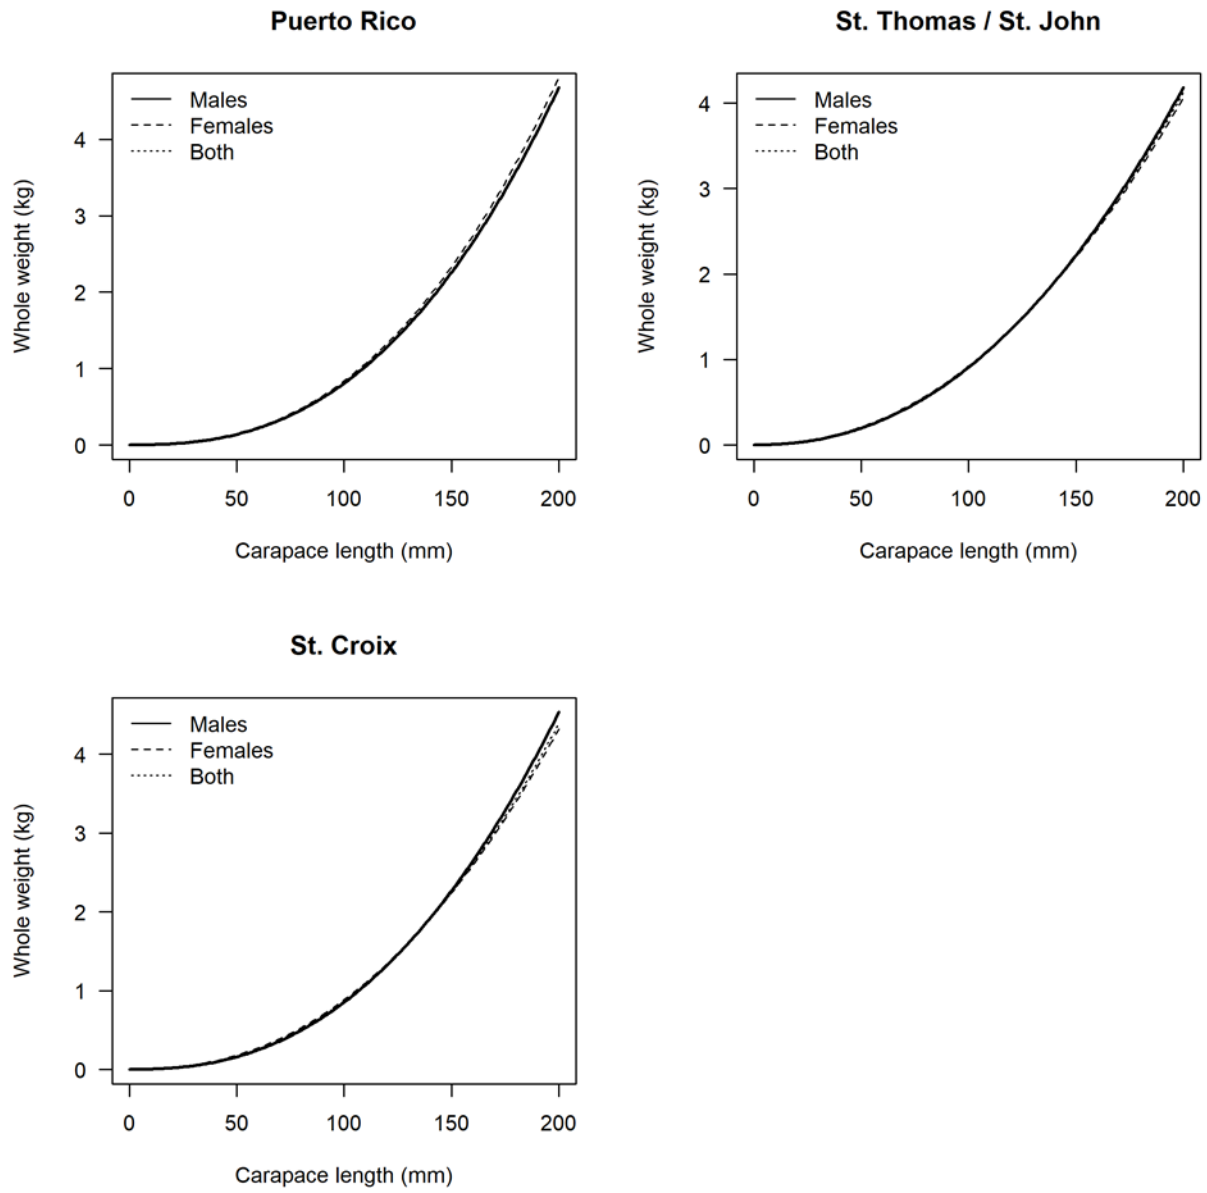 Puerto Rico
Males
Females
Both
Whole weight (kg)
4
3
2
1
0
0 50 100 150 200
Carapace length (mm)
St. Thomas / St. John
Males
Females
Both
Whole weight (kg)
4
3
2
1
0
0 50 100 150 200
Carapace length (mm)
St. Croix
Males
Females
Both
Whole weight (kg)
4
3
2
1
0
0 50 100 150 200
Carapace length (mm)